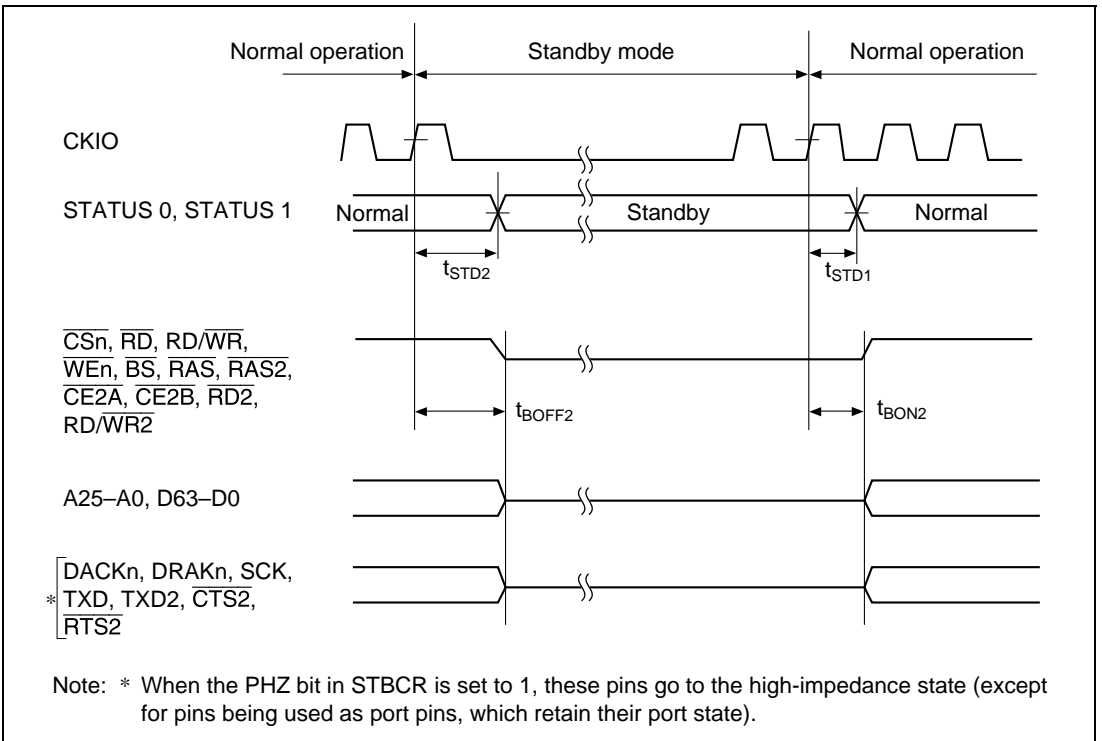 Normal operation Standby mode Normal operation
CKIO
STATUS 0, STATUS 1 Normal Standby Normal
tSTD2 tSTD1
CSn, RD, RD/WR,
WEn, BS, RAS, RAS2,
CE2A, CE2B, RD2,
RD/WR2
tBOFF2 tBON2
A25–A0, D63–D0
DACKn, DRAKn, SCK,
* TXD, TXD2, CTS2,
RTS2
Note: * When the PHZ bit in STBCR is set to 1, these pins go to the high-impedance state (except
for pins being used as port pins, which retain their port state).